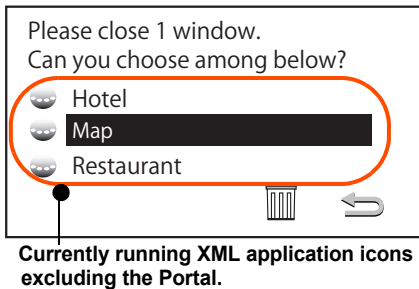 Please close 1 window.
Can you choose among below?
Hotel
Map
Restaurant
Currently running XML application icons
excluding the Portal.